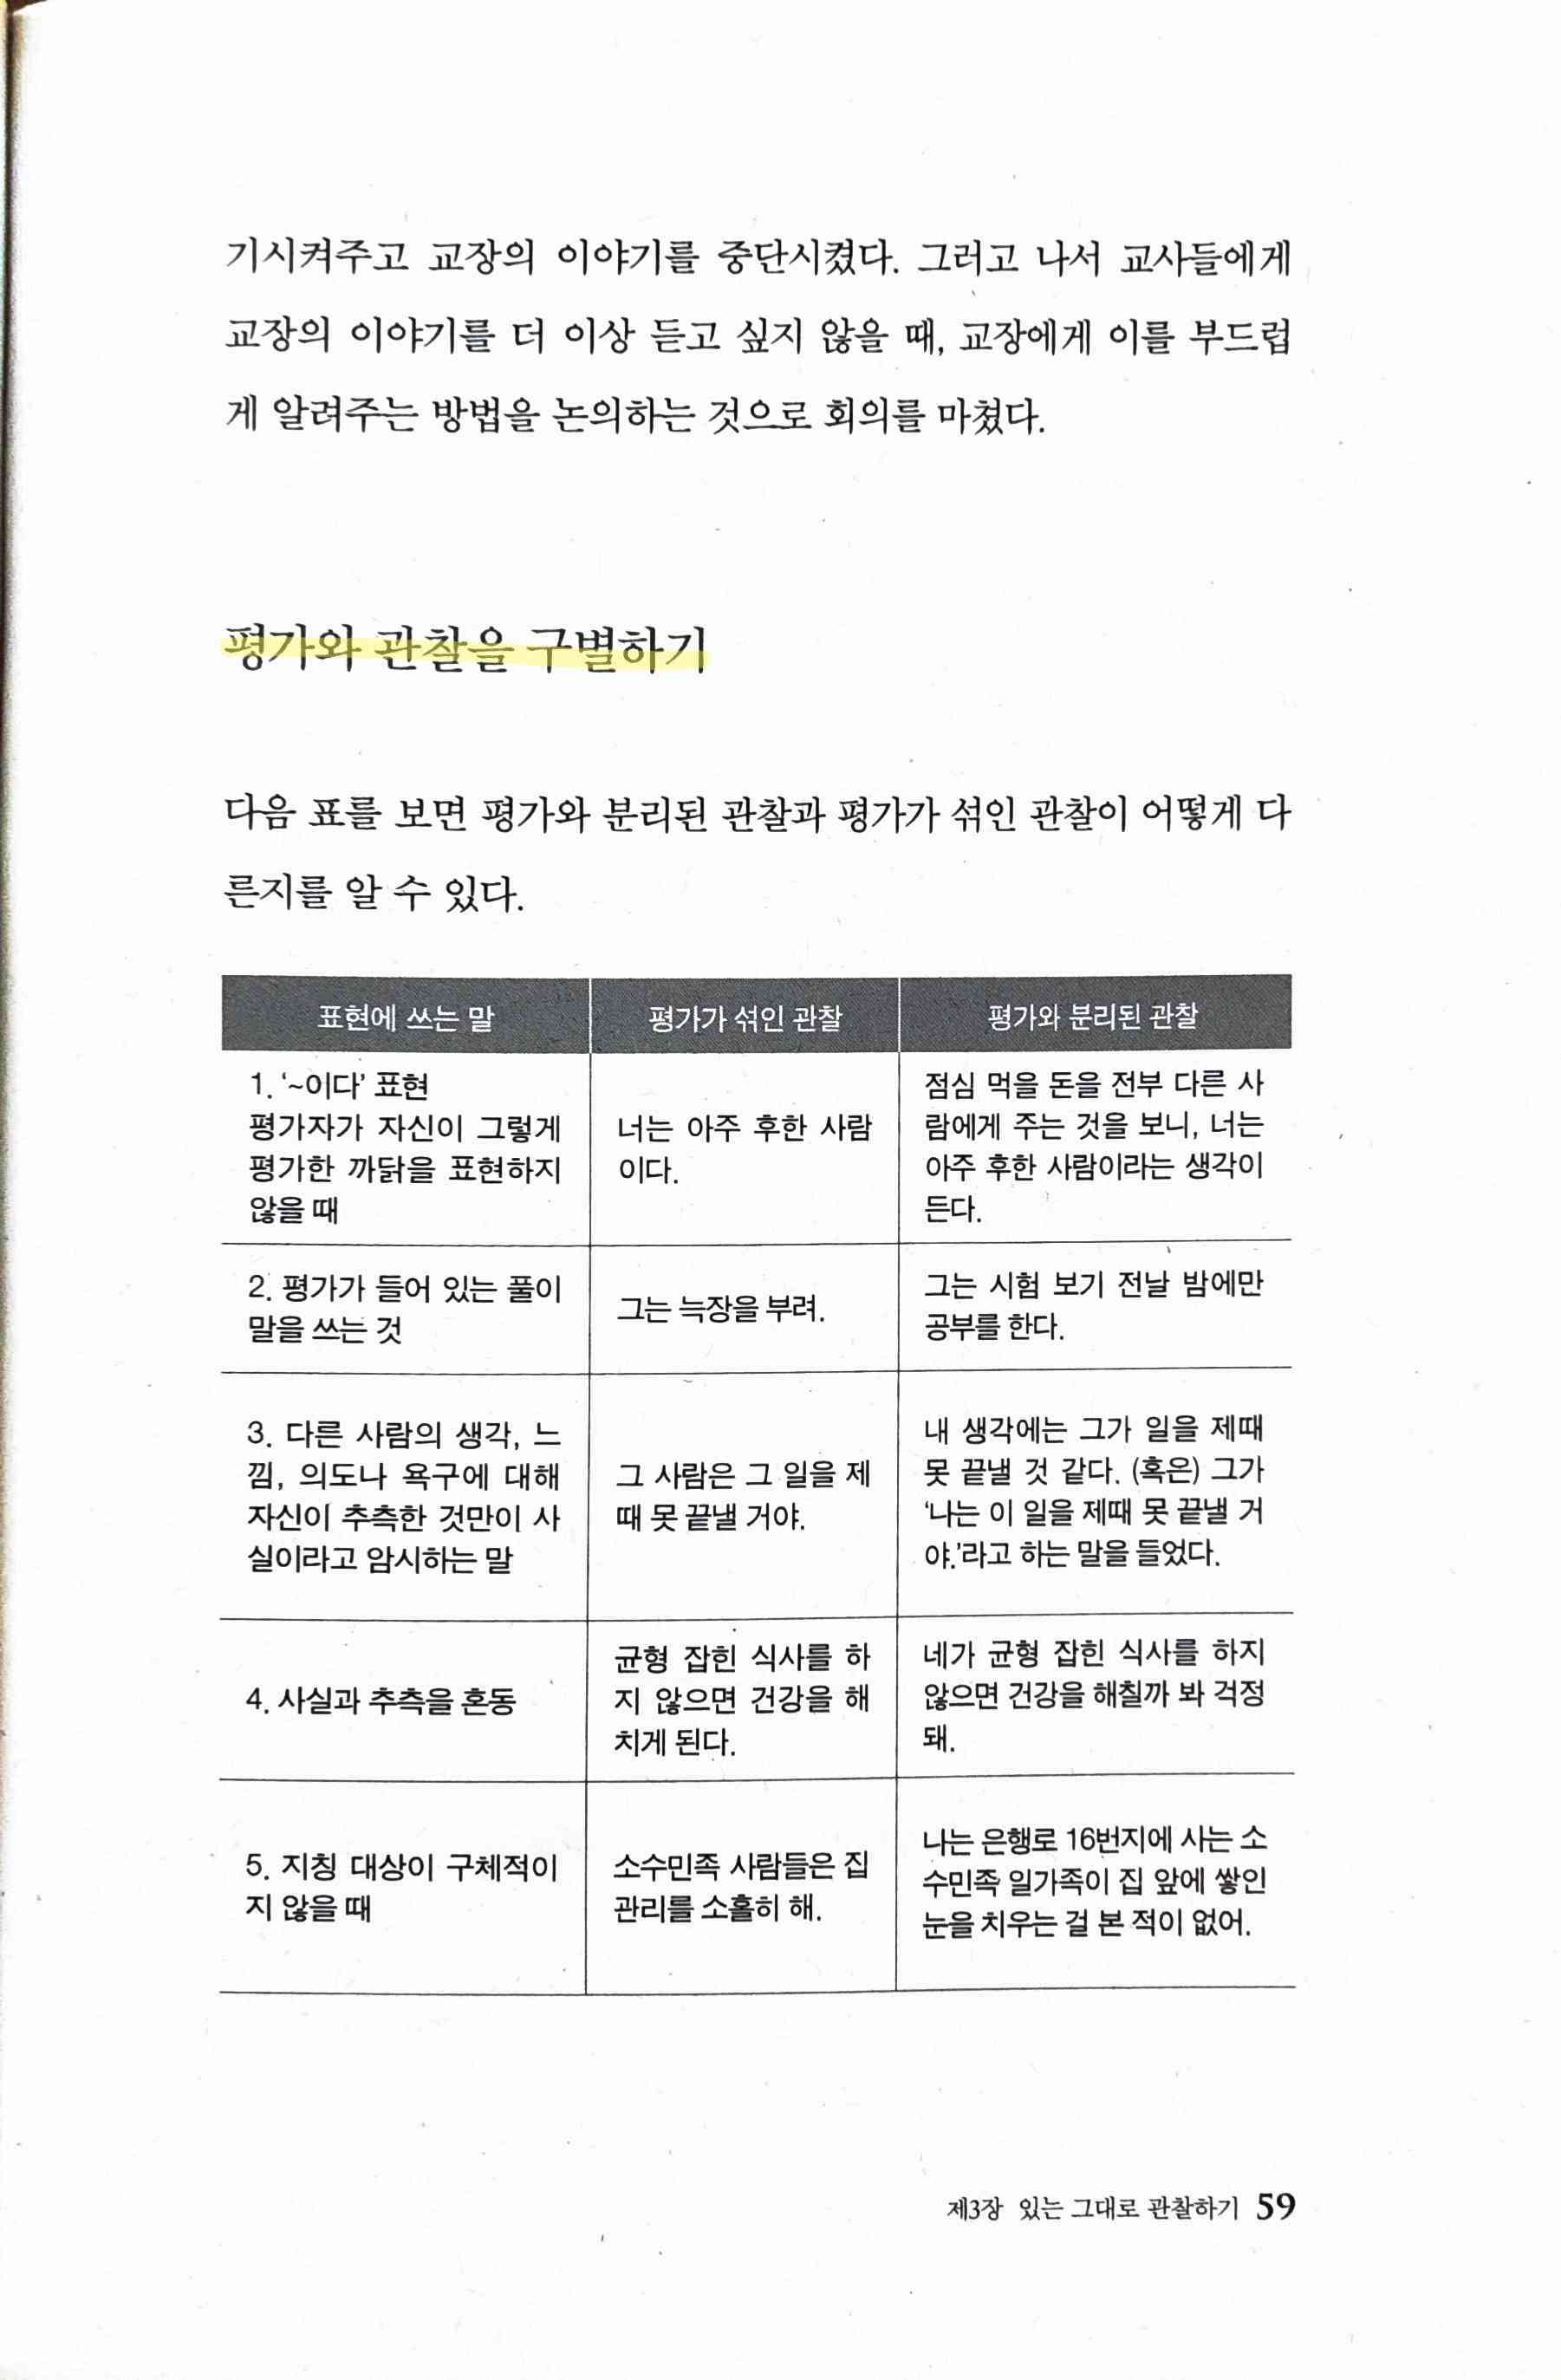 기시켜주고 교장의 이야기를 중단시켰다. 그러고 나서 교사들에게
교장의 이야기를 더 이상 듣고 싶지 않을 때, 교장에게 이를 부드럽
게 알려주는 방법을 논의하는 것으로 회의를 마쳤다.
평가와 관찰을 구별하기
다음 표를 보면 평가와 분리된 관찰과 평가가 섞인 관찰이 어떻게 다
른지를 알 수 있다.
표현에 쓰는 말
평가가 섞인 관찰
평가와 분리된 관찰
1. '~이다' 표현
평가자가 자신이 그렇게
평가한 까닭을 표현하지
않을 때
너는 아주 후한 사람
이다.
점심 먹을 돈을 전부 다른 사
람에게 주는 것을 보니, 너는
아주 후한 사람이라는 생각이
든다.
2. 평가가 들어 있는 풀이
말을 쓰는 것
그는 늑장을 부려.
그는 시험 보기 전날 밤에만
공부를 한다.
3. 다른 사람의 생각, 느
낌, 의도나 욕구에 대해
자신이 추측한 것만이 사
실이라고 암시하는 말
그 사람은 그 일을 제
때 못 끝낼 거야.
내 생각에는 그가 일을 제때
못 끝낼 것 같다. (혹은) 그가
'나는 이 일을 제때 못 끝낼 거
야.'라고 하는 말을 들었다.
4. 사실과 추측을 혼동
균형 잡힌 식사를 하
지 않으면 건강을 해
치게 된다.
네가 균형 잡힌 식사를 하지
않으면 건강을 해칠까 봐 걱정
돼.
5. 지칭 대상이 구체적이
지 않을 때
소수민족 사람들은 집
관리를 소홀히 해.
나는 은행로 16번지에 사는 소
수민족 일가족이 집 앞에 쌓인
눈을 치우는 걸 본 적이 없어.
제3장 있는 그대로 관찰하기 59